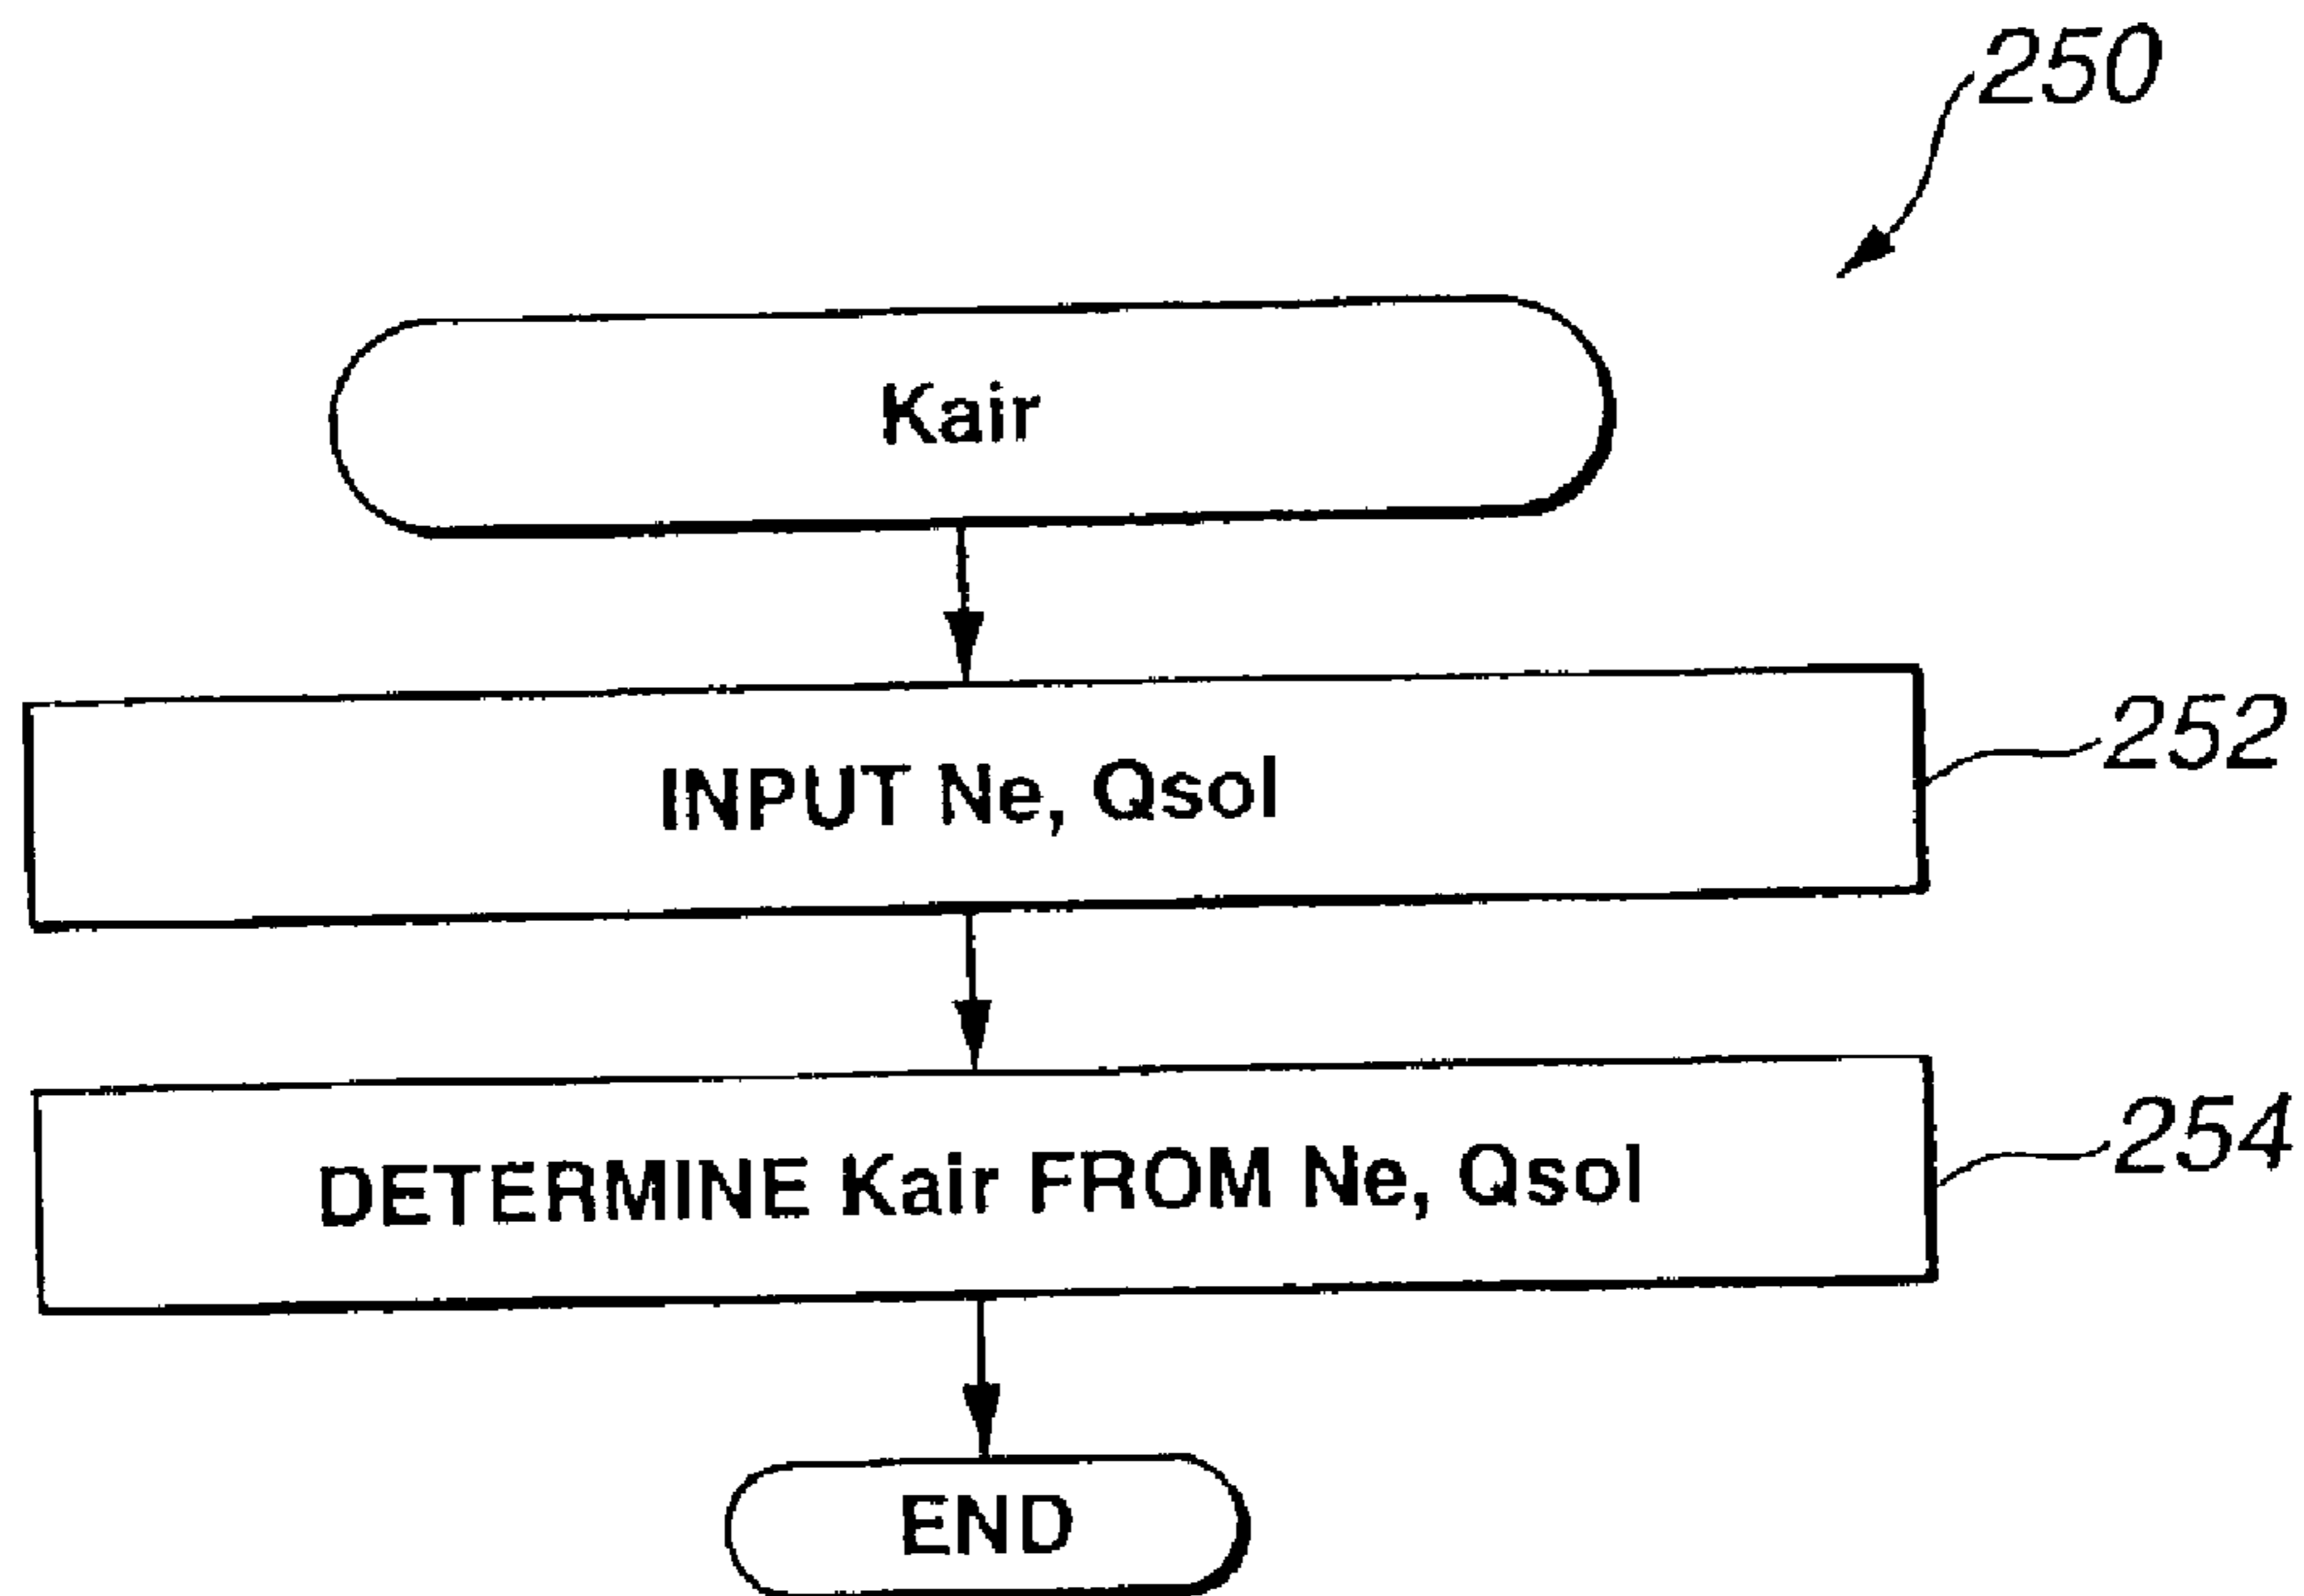 250
Kair
INPUT Ne, Qsol
252
DETERMINE Kair FROM Ne, Qsol
254
END